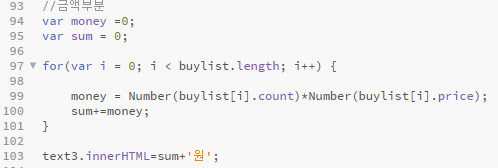 93 //금액부분
94 var money =0;
95 var sum = 0;
96
97 for(var i = 0; i < buylist.length; i++) {
98
99 money = Number(buylist[i].count)*Number(buylist[i].price);
100 sum+=money;
101 }
102
103 text3.innerHTML=sum+'원';